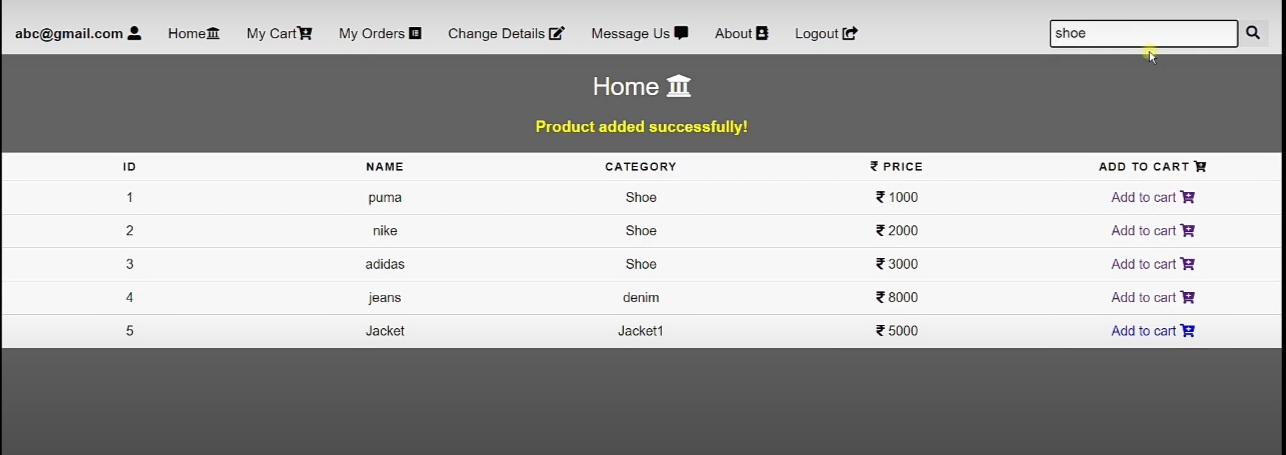 abc@gmail.com Home My Cart My Orders Change Details Message Us About Logout shoe
Home
Product added successfully!
ID NAME CATEGORY ₹ PRICE ADD TO CART
1 puma Shoe ₹ 1000 Add to cart
2 nike Shoe ₹ 2000 Add to cart
3 adidas Shoe ₹ 3000 Add to cart
4 jeans denim ₹ 8000 Add to cart
5 Jacket Jacket1 ₹ 5000 Add to cart